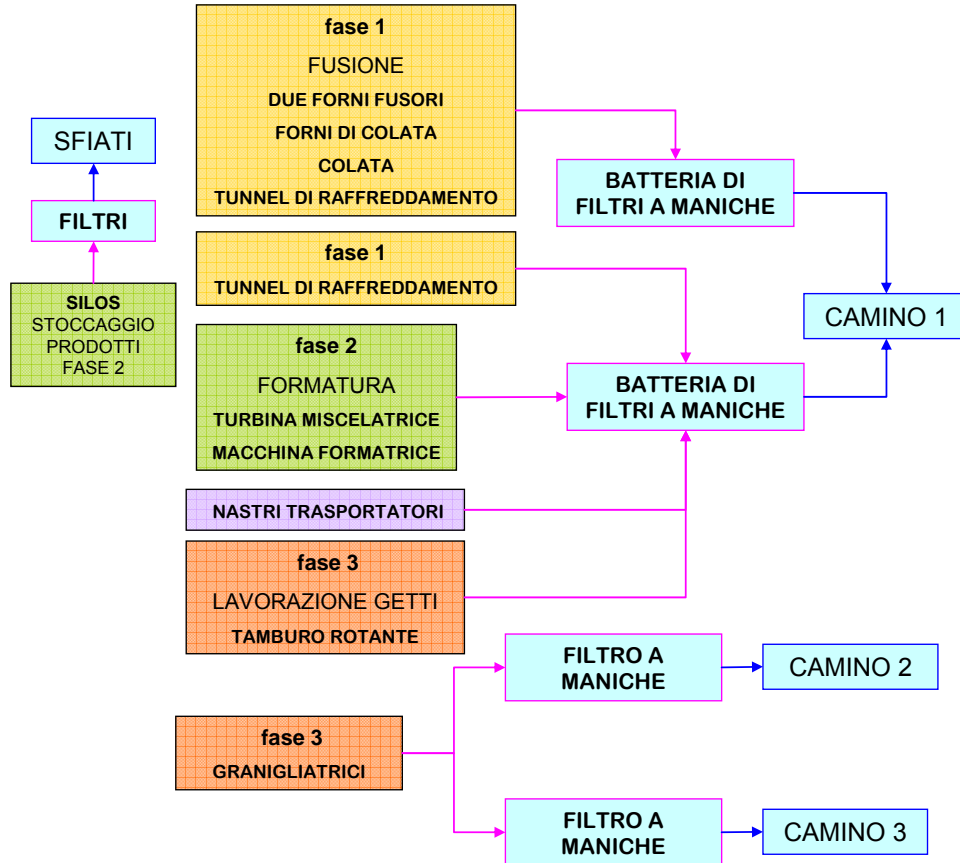 SFIATI
FILTRI
SILOS
STOCCAGGIO
PRODOTTI
FASE 2
fase 1
FUSIONE
DUE FORNI FUSORI
FORNI DI COLATA
COLATA
TUNNEL DI RAFFREDDAMENTO
BATTERIA DI
FILTRI A MANICHE
fase 1
TUNNEL DI RAFFREDDAMENTO
CAMINO 1
fase 2
FORMATURA
TURBINA MISCELATRICE
MACCHINA FORMATRICE
BATTERIA DI
FILTRI A MANICHE
NASTRI TRASPORTATORI
fase 3
LAVORAZIONE GETTI
TAMBURO ROTANTE
FILTRO A
MANICHE
CAMINO 2
fase 3
GRANIGLIATRICI
FILTRO A
MANICHE
CAMINO 3